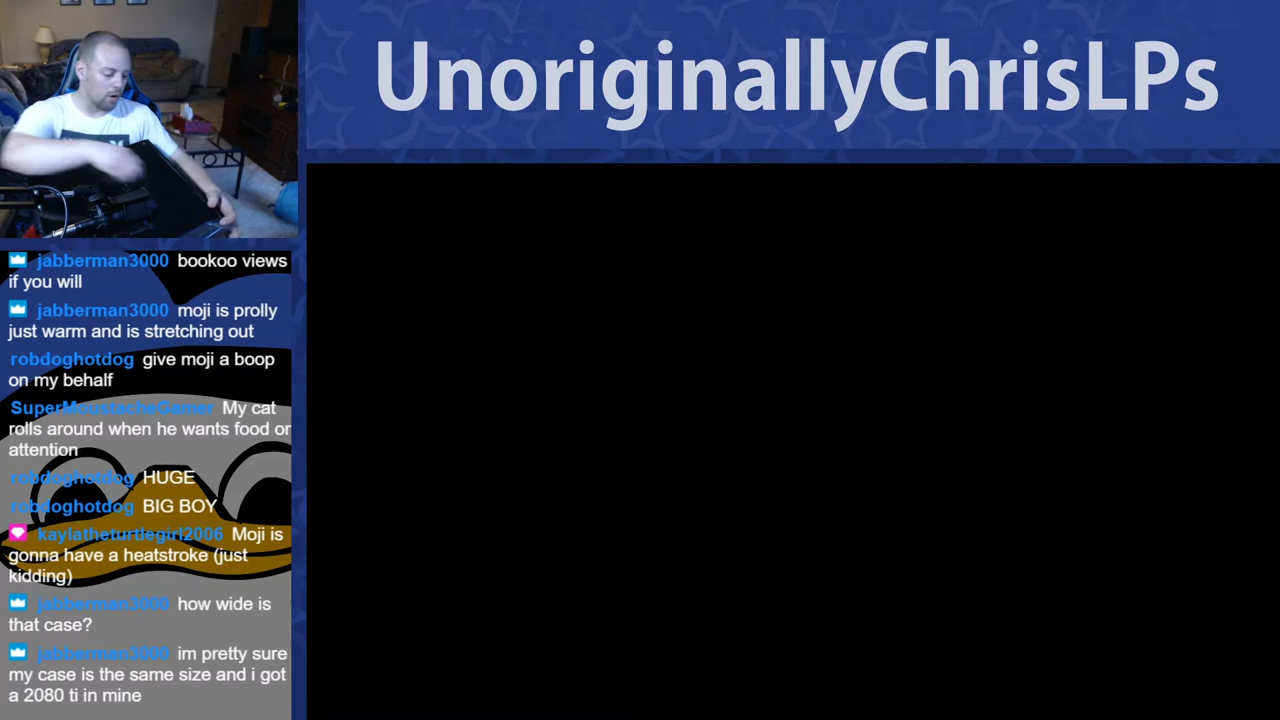 UnoriginallyChrisLPs
jabberman3000 bookoo views
if you will
jabberman3000 moji is prolly
just warm and is stretching out
robdoghotdog give moji a boop
on my behalf
SuperMoustacheGamer My cat
rolls around when he wants food or
attention
robdoghotdog HUGE
robdoghotdog BIG BOY
kaylatheturtlegirl2006 Moji is
gonna have a heatstroke (just
kidding)
jabberman3000 how wide is
that case?
jabberman3000 im pretty sure
my case is the same size and i got
a 2080 ti in mine